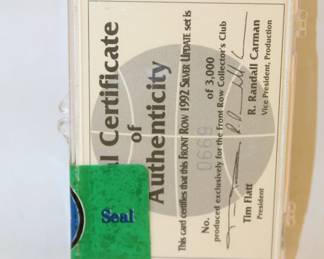 al Certificate
of
Authenticity
This card certifies that this FRONT ROW 1992 SILVER UPDATE set is
No. 0669 of 3,000
produced exclusively for the Front Row Collector's Club
Tim Flatt
President
R. Randall Carman
Vice President, Production
Seal